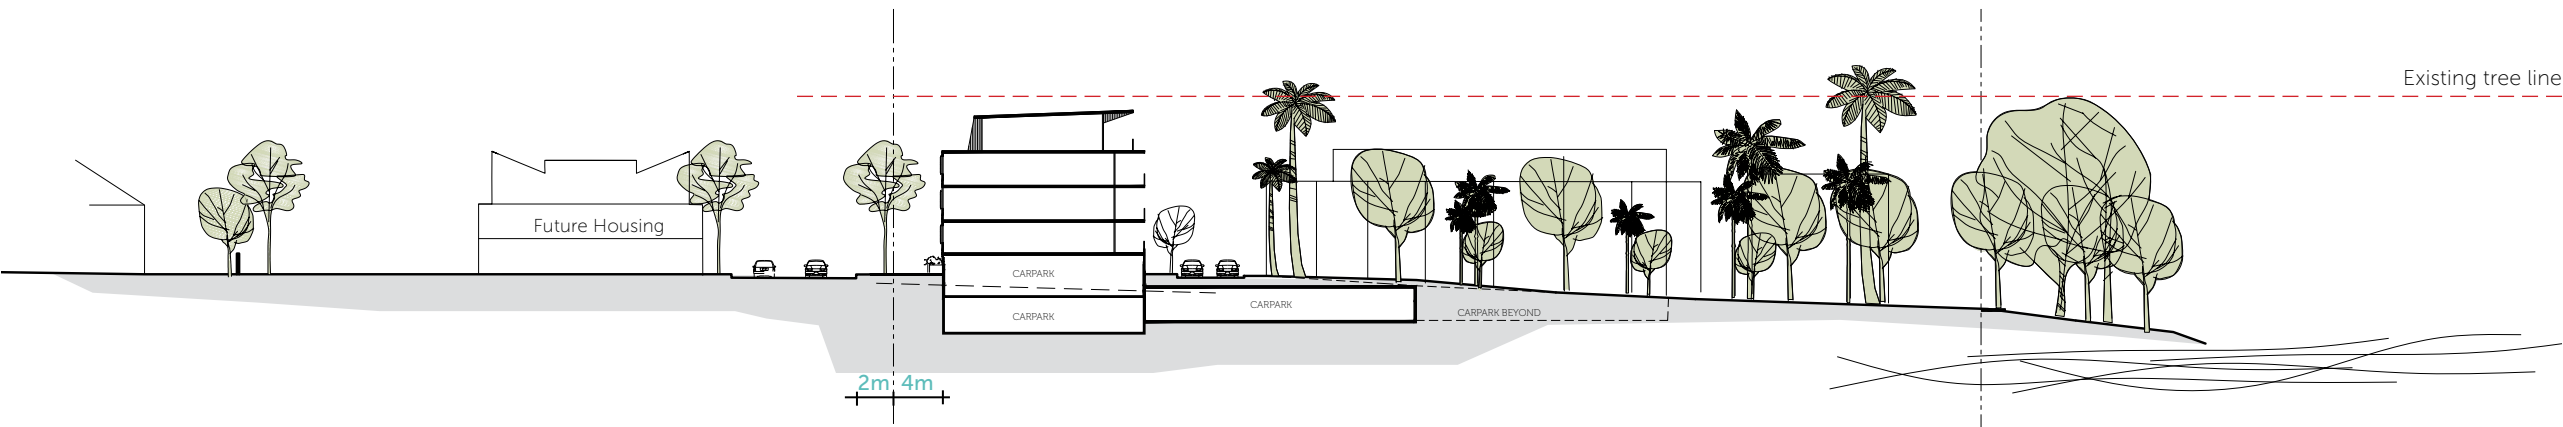 Existing tree line
Future Housing
CARPARK
CARPARK
CARPARK
CARPARK BEYOND
2m 4m